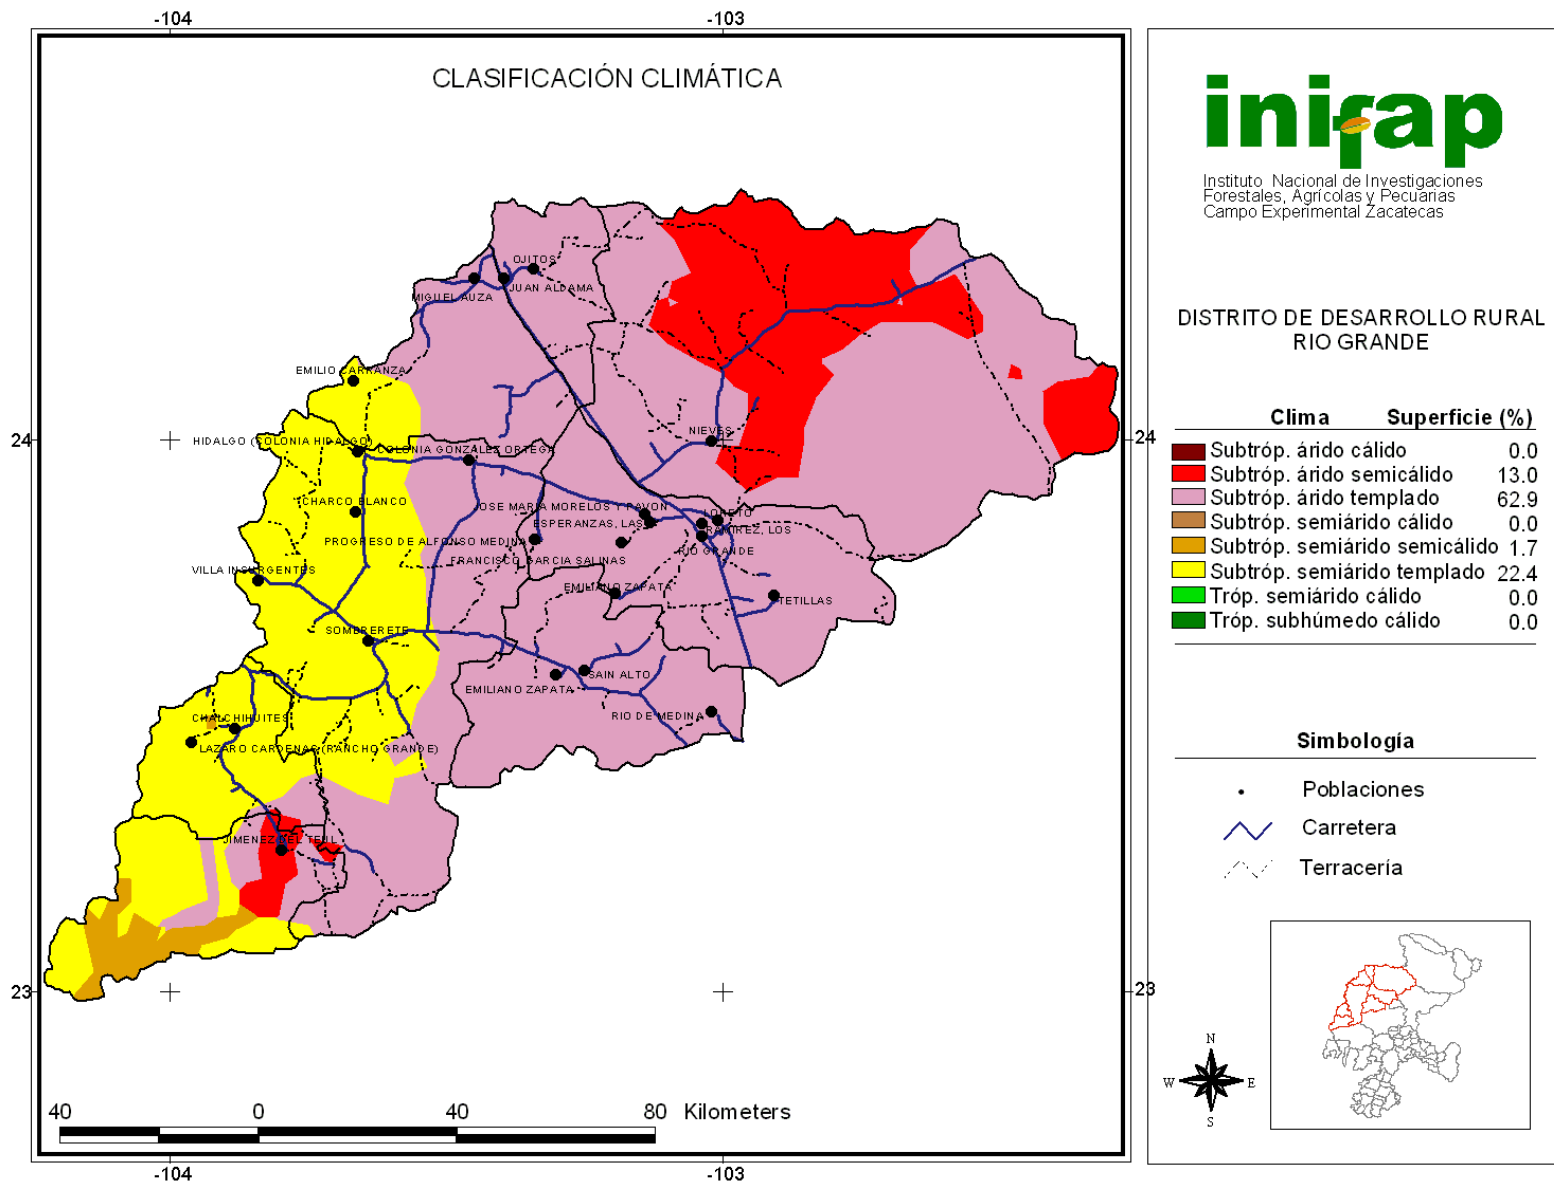 -104
-103
CLASIFICACIÓN CLIMÁTICA
OJITOS
JUAN ALDAMA
MIGUEL AUZA
EMILIO CARRANZA
NIEVES
HIDALGO (COLONIA HIDALGO)
COLONIA GONZALEZ ORTEGA
CHARCO BLANCO
JOSE MARIA MORELOS Y PAVON
LORETO
ESPERANZAS, LAS
RAMIREZ, LOS
PROGRESO DE ALFONSO MEDINA
RIO GRANDE
FRANCISCO GARCIA SALINAS
VILLA INSURGENTES
EMILIANO ZAPATA
TETILLAS
SOMBRERETE
SAIN ALTO
EMILIANO ZAPATA
RIO DE MEDINA
CHALCHIHUITES
LAZARO CARDENAS (RANCHO GRANDE)
JIMENEZ DEL TEUL
24
24
23
23
40 0 40 80 Kilometers
-104
-103
inifap
Instituto Nacional de Investigaciones
Forestales, Agrícolas y Pecuarias
Campo Experimental Zacatecas
DISTRITO DE DESARROLLO RURAL
RIO GRANDE
Clima Superficie (%)
Subtróp. árido cálido 0.0
Subtróp. árido semicálido 13.0
Subtróp. árido templado 62.9
Subtróp. semiárido cálido 0.0
Subtróp. semiárido semicálido 1.7
Subtróp. semiárido templado 22.4
Tróp. semiárido cálido 0.0
Tróp. subhúmedo cálido 0.0
Simbología
Poblaciones
Carretera
Terracería
N
W E
S